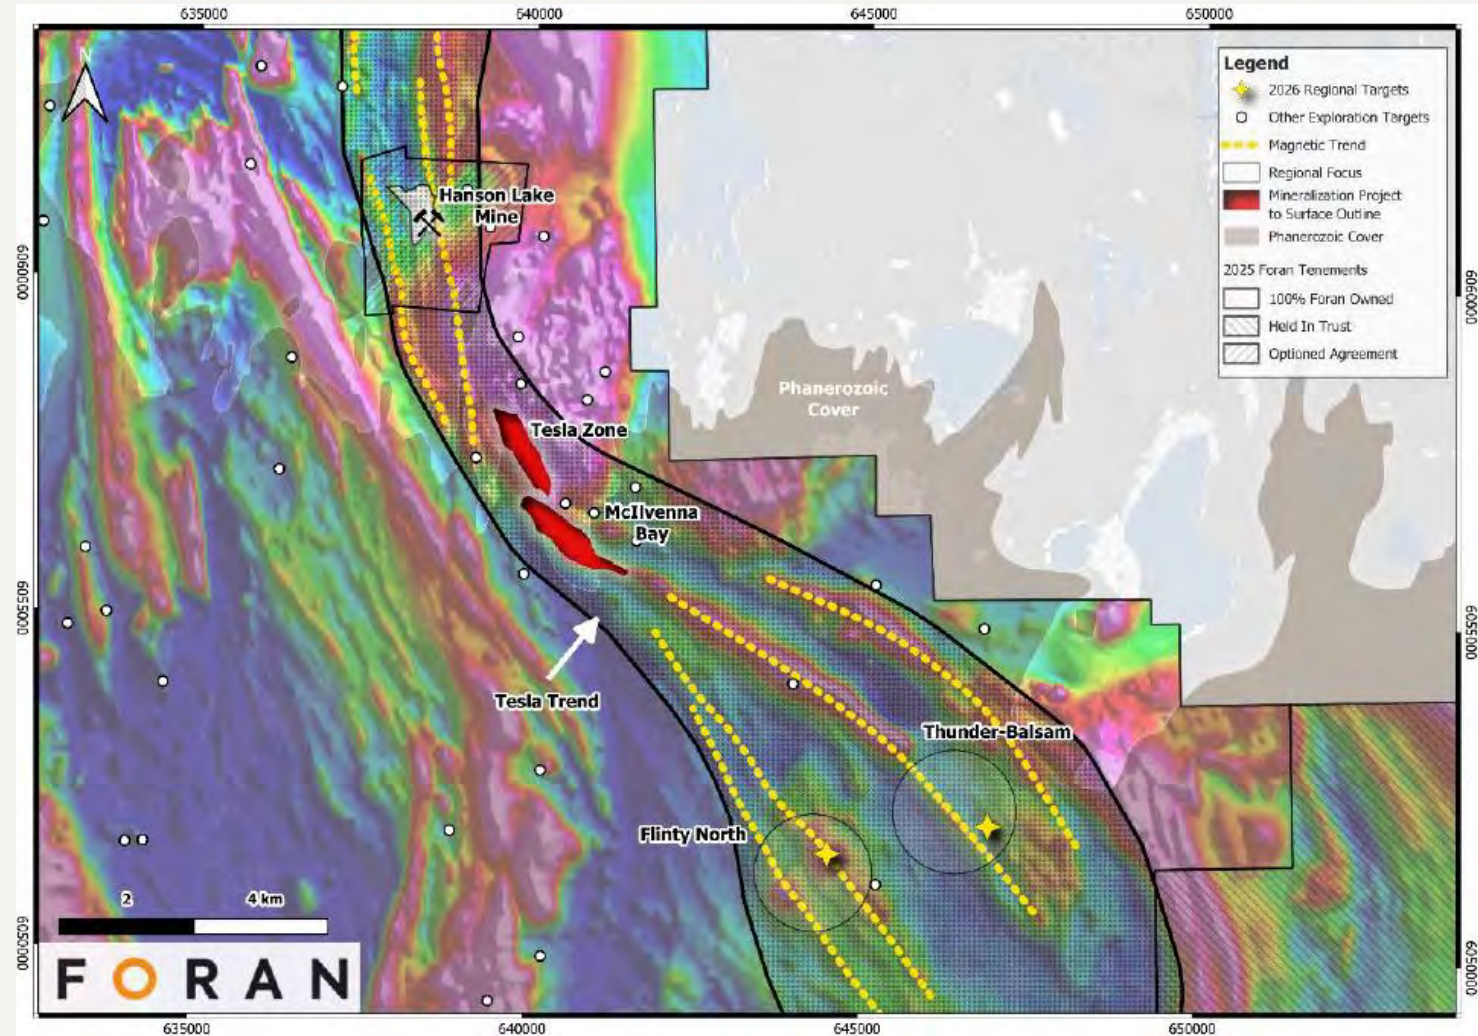 635000
640000
645000
650000
N
Legend
2026 Regional Targets
Other Exploration Targets
Magnetic Trend
Regional Focus
Mineralization Project
to Surface Outline
Phanerozoic Cover
2025 Foran Tenements
100% Foran Owned
Held In Trust
Optioned Agreement
Hanson Lake
Mine
6060000
6060000
Phanerozoic
Cover
Tesla Zone
McIlvenna
Bay
6055000
6055000
Tesla Trend
Thunder-Balsam
Flinty North
2
4 km
6050000
6050000
FORAN
635000
640000
645000
650000